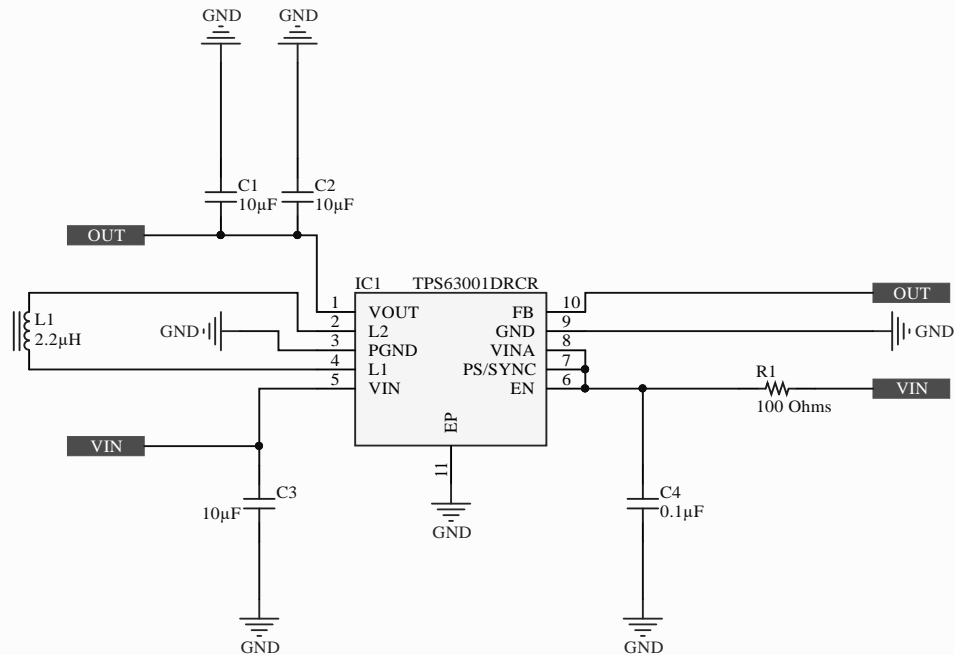 GND
GND
C1
10µF
C2
10µF
OUT
IC1
TPS63001DRCR
L1
2.2µH
GND
1
2
3
4
5
VOUT
L2
PGND
L1
VIN
FB
GND
VINA
PS/SYNC
EN
10
9
8
7
6
OUT
GND
R1
100 Ohms
VIN
VIN
EP
11
GND
C3
10µF
C4
0.1µF
GND
GND